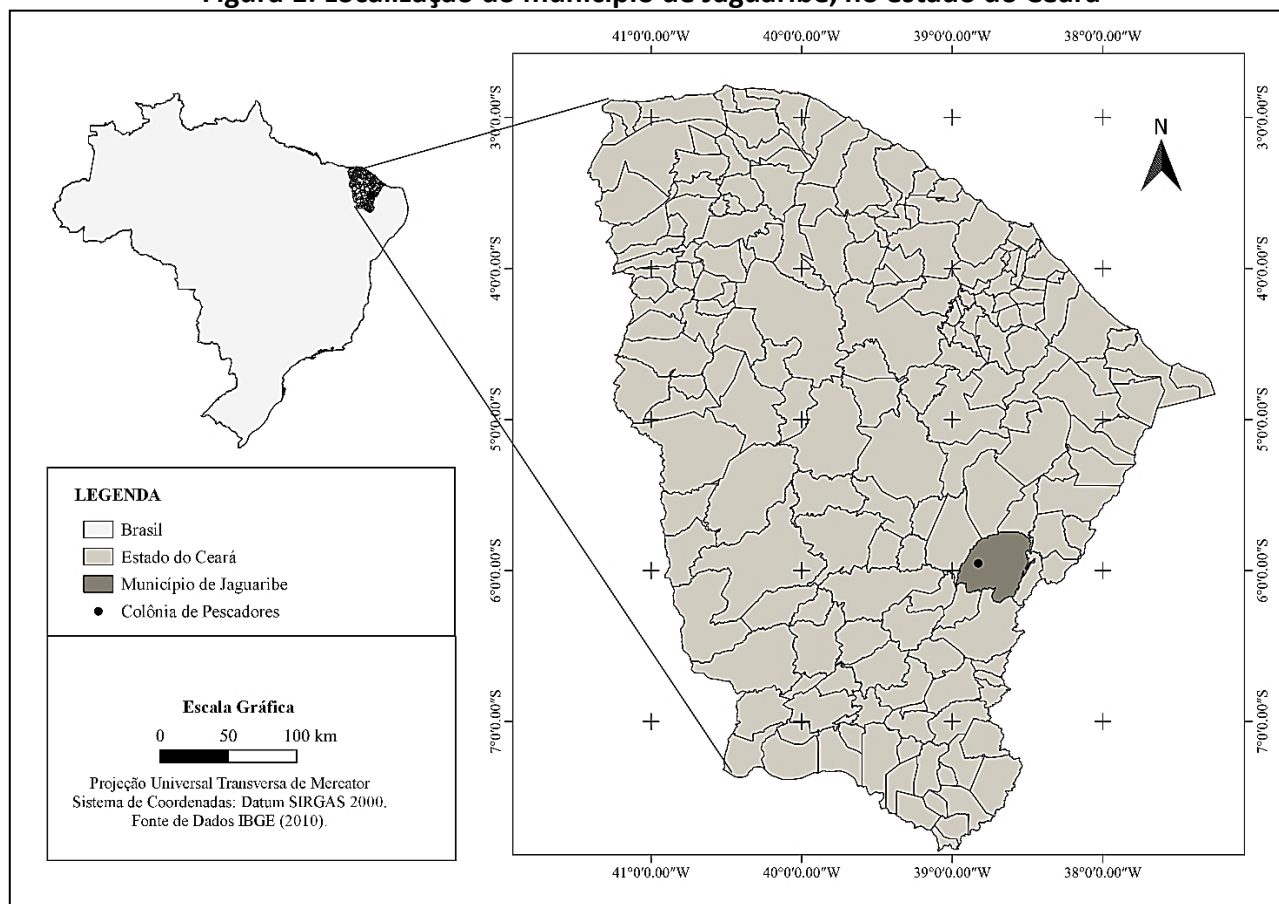 Figura 1. Localização do município de Jaguaribe, no estado do Ceará
41°0'0.00"W 40°0'0.00"W 39°0'0.00"W 38°0'0.00"W
N
3°0'0.00"S
3°0'0.00"S
4°0'0.00"S
4°0'0.00"S
5°0'0.00"S
5°0'0.00"S
6°0'0.00"S
6°0'0.00"S
7°0'0.00"S
7°0'0.00"S
LEGENDA
Brasil
Estado do Ceará
Município de Jaguaribe
Colônia de Pescadores
Escala Gráfica
0 50 100 km
Projeção Universal Transversa de Mercator
Sistema de Coordenadas: Datum SIRGAS 2000.
Fonte de Dados IBGE (2010).
41°0'0.00"W 40°0'0.00"W 39°0'0.00"W 38°0'0.00"W